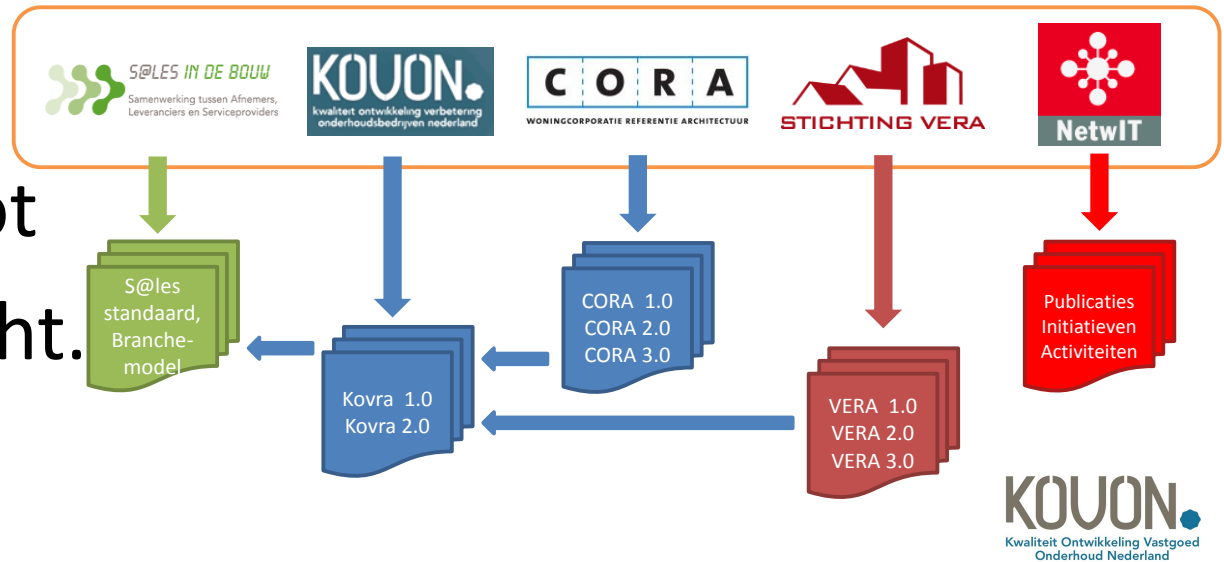 S@LES IN DE BOUW
Samenwerking tussen Afnemers,
Leveranciers en Serviceproviders
KOVON.
kwaliteit ontwikkeling verbetering
onderhoudsbedrijven nederland
CORA
WONINGCORPORATIE REFERENTIE ARCHITECTUUR
STICHTING VERA
NetwIT
ht.
S@les
standaard,
Branche-
model
Kovra 1.0
Kovra 2.0
CORA 1.0
CORA 2.0
CORA 3.0
VERA 1.0
VERA 2.0
VERA 3.0
Publicaties
Initiatieven
Activiteiten
KOVON.
Kwaliteit Ontwikkeling Vastgoed
Onderhoud Nederland